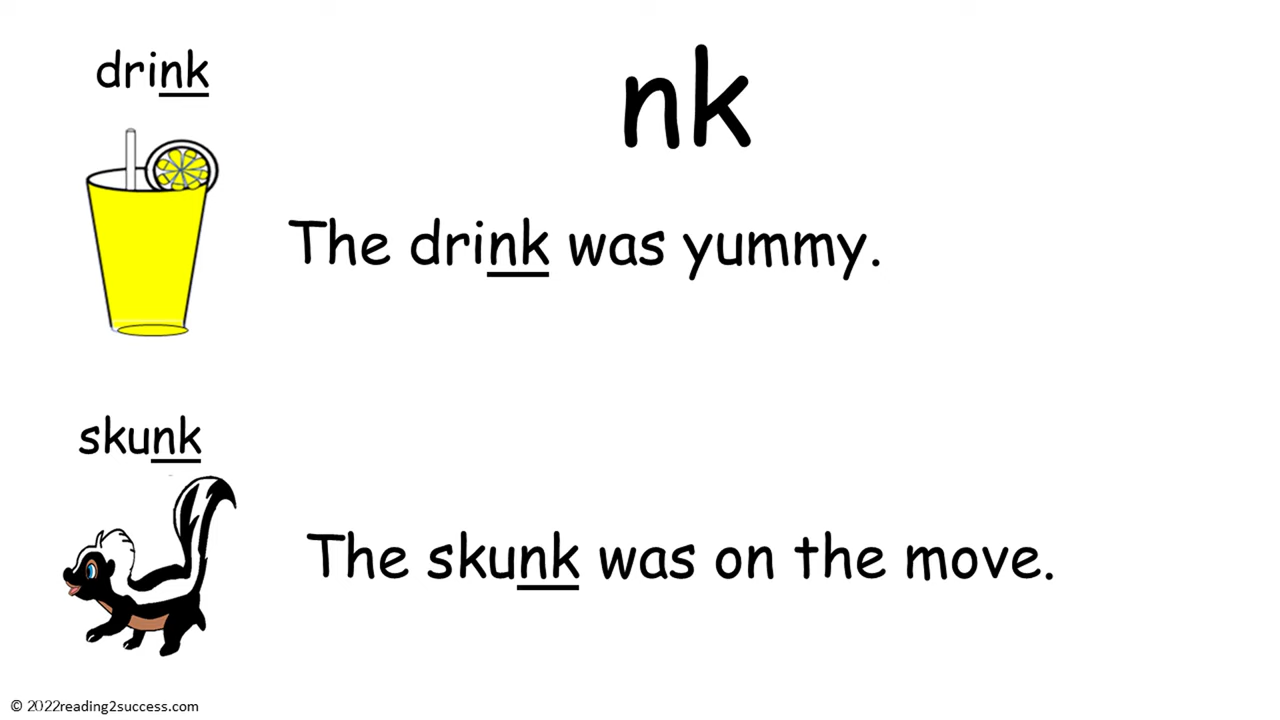 drink
nk
The drink was yummy.
skunk
The skunk was on the move.
© 2022reading2success.com